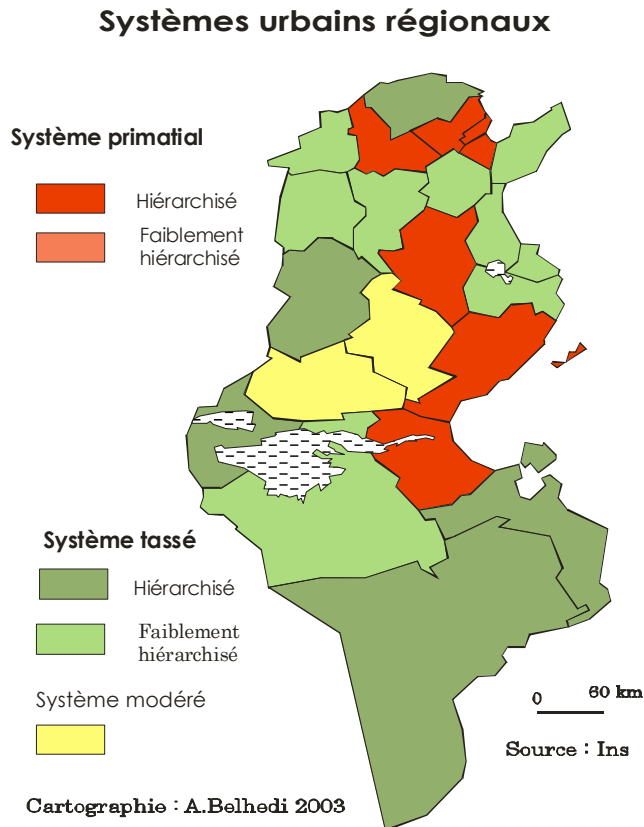 Systèmes urbains régionaux
Système primatial
Hiérarchisé
Faiblement
hiérarchisé
Système tassé
Hiérarchisé
Faiblement
hiérarchisé
Système modéré
0 60 km
Source : Ins
Cartographie : A.Belhedi 2003